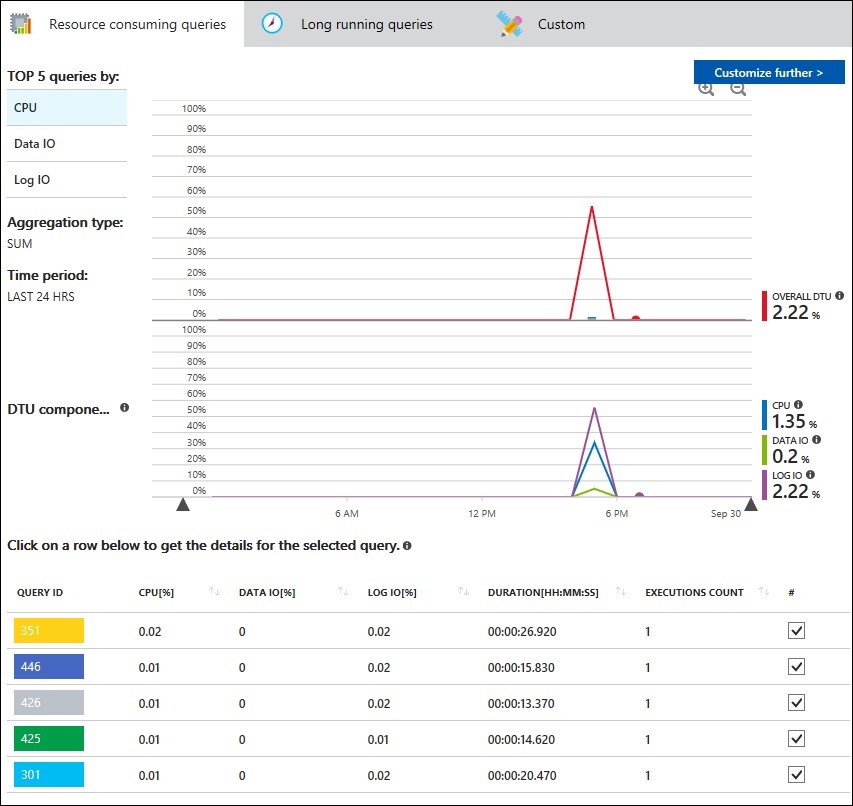 Resource consuming queries
Long running queries
Custom
TOP 5 queries by:
Customize further >
CPU
Data IO
Log IO
Aggregation type:
SUM
Time period:
LAST 24 HRS
100%
90%
80%
70%
60%
50%
40%
30%
20%
10%
0%
OVERALL DTU
2.22 %
100%
90%
80%
70%
60%
50%
40%
30%
20%
10%
0%
DTU compone...
CPU
1.35 %
DATA IO
0.2 %
LOG IO
2.22 %
6 AM 12 PM 6 PM Sep 30
Click on a row below to get the details for the selected query.
QUERY ID CPU[%] DATA IO[%] LOG IO[%] DURATION[HH:MM:SS] EXECUTIONS COUNT #
351 0.02 0 0.02 00:00:26.920 1
446 0.01 0 0.02 00:00:15.830 1
426 0.01 0 0.02 00:00:13.370 1
425 0.01 0 0.01 00:00:14.620 1
301 0.01 0 0.02 00:00:20.470 1